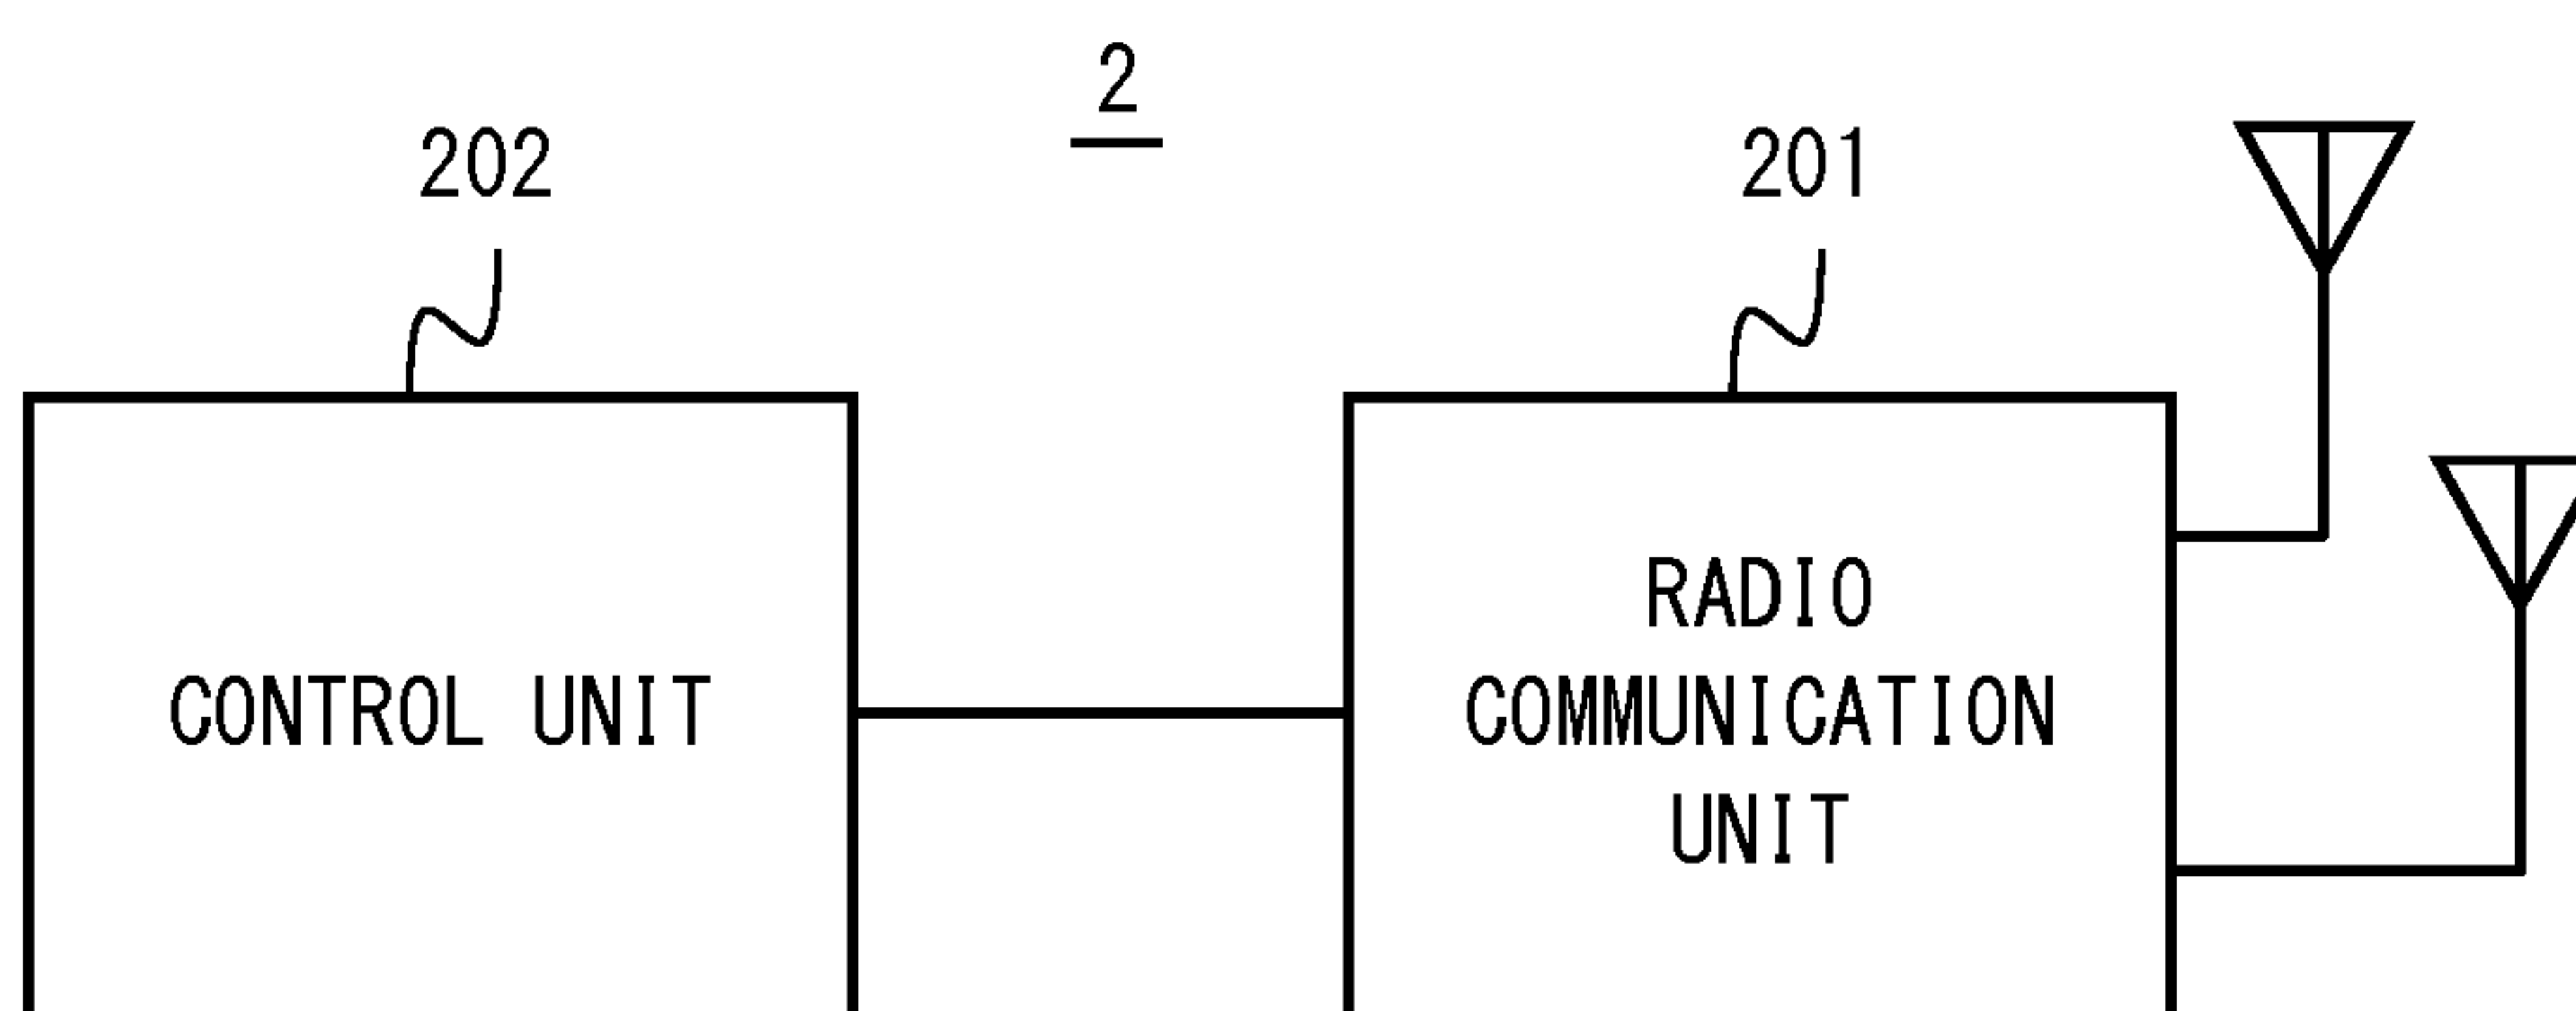 2
202
201
CONTROL UNIT
RADIO
COMMUNICATION
UNIT